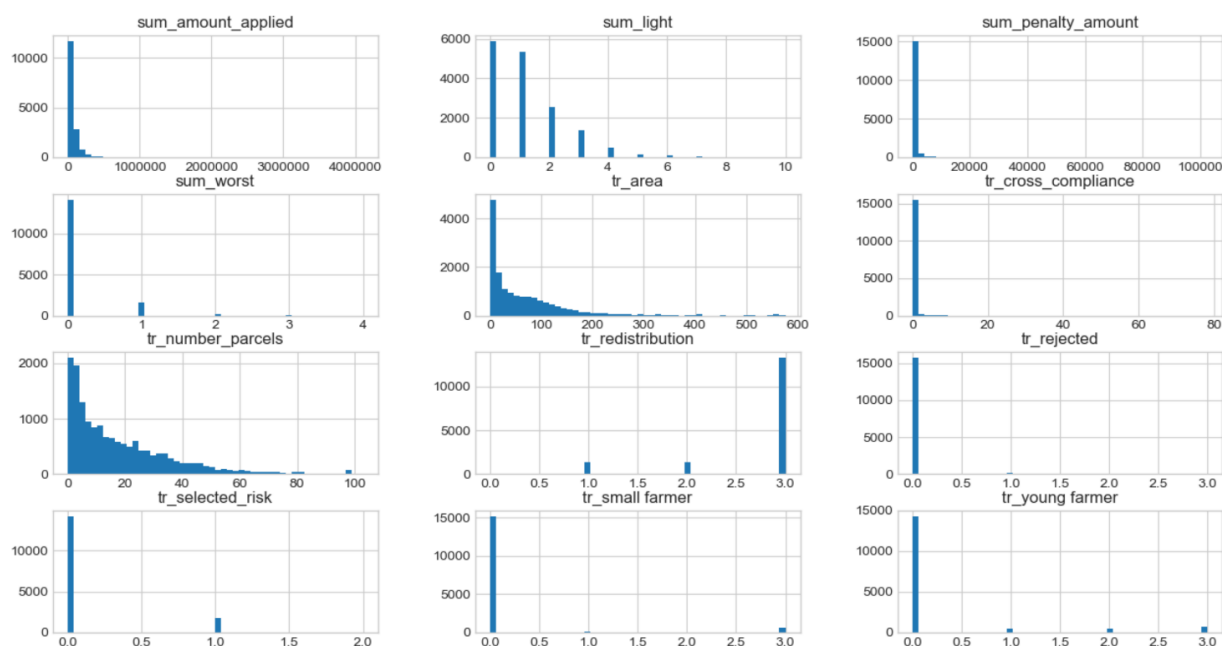 sum_amount_applied
10000
5000
0
0 1000000 2000000 3000000 4000000
sum_light
6000
4000
2000
0
0 2 4 6 8 10
sum_penalty_amount
15000
10000
5000
0
0 20000 40000 60000 80000 10000
sum_worst
10000
5000
0
0 1 2 3 4
tr_area
4000
2000
0
0 100 200 300 400 500 600
tr_cross_compliance
15000
10000
5000
0
0 20 40 60 80
tr_number_parcels
2000
1000
0
0 20 40 60 80 100
tr_redistribution
10000
5000
0
0.0 0.5 1.0 1.5 2.0 2.5 3.0
tr_rejected
15000
10000
5000
0
0.0 0.5 1.0 1.5 2.0 2.5 3.0
tr_selected_risk
10000
5000
0
0.0 0.5 1.0 1.5 2.0
tr_small farmer
15000
10000
5000
0
0.0 0.5 1.0 1.5 2.0 2.5 3.0
tr_young farmer
15000
10000
5000
0
0.0 0.5 1.0 1.5 2.0 2.5 3.0